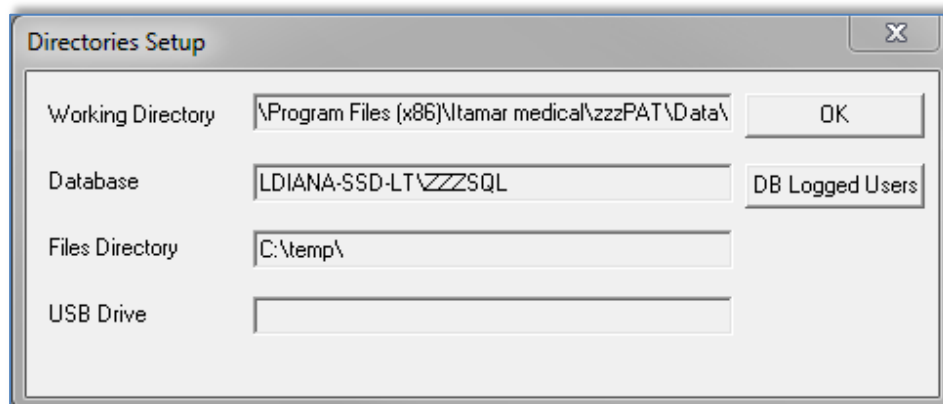 Directories Setup
Working Directory \Program Files (x86)\Itamar medical\zzzPAT\Data\ OK
Database LDIANA-SSD-LT\ZZZSQL DB Logged Users
Files Directory C:\temp\
USB Drive